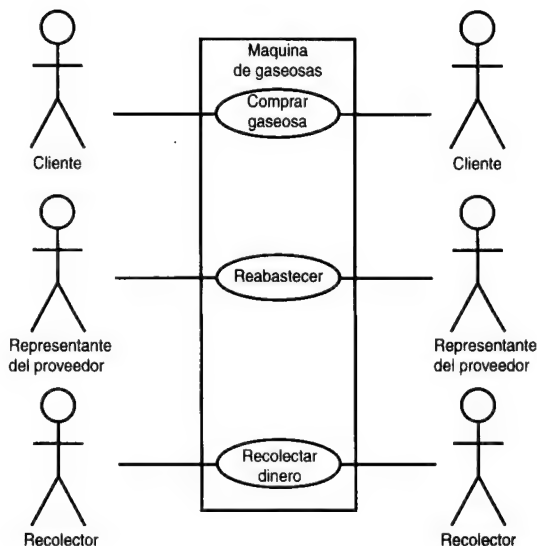 Maquina
de gaseosas
Comprar
gaseosa
Cliente
Cliente
Reabastecer
Representante
del proveedor
Representante
del proveedor
Recolectar
dinero
Recolector
Recolector